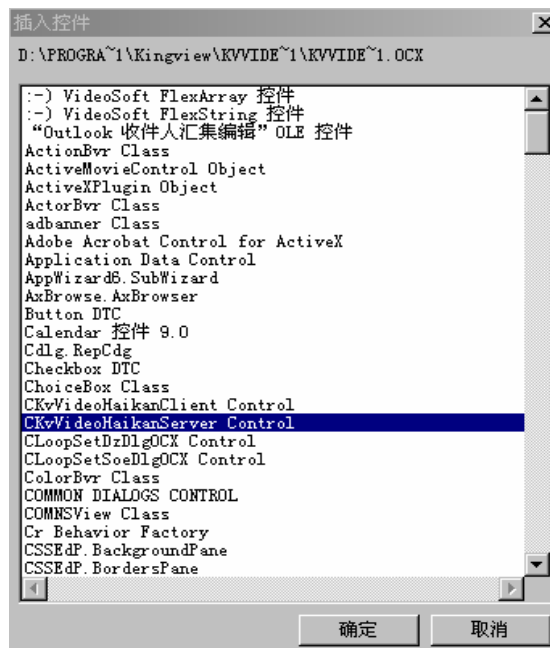 插入控件
D:\PROGRA~1\Kingview\KVVIDE~1\KVVIDE~1.OCX
:-) VideoSoft FlexArray 控件
:-) VideoSoft FlexString 控件
“Outlook 收件人汇集编辑”OLE 控件
ActionBvr Class
ActiveMovieControl Object
ActiveXPlugin Object
ActorBvr Class
adbanner Class
Adobe Acrobat Control for ActiveX
Application Data Control
AppWizard6.SubWizard
AxBrowse.AxBrowser
Button DTC
Calendar 控件 9.0
Cdlg.RepCdg
Checkbox DTC
ChoiceBox Class
CKvVideoHaikanClient Control
CKvVideoHaikanServer Control
CLoopSetDzDlgOCX Control
CLoopSetSoeDlgOCX Control
ColorBvr Class
COMMON DIALOGS CONTROL
COMNSView Class
Cr Behavior Factory
CSSEdP.BackgroundPane
CSSEdP.BordersPane
确定
取消